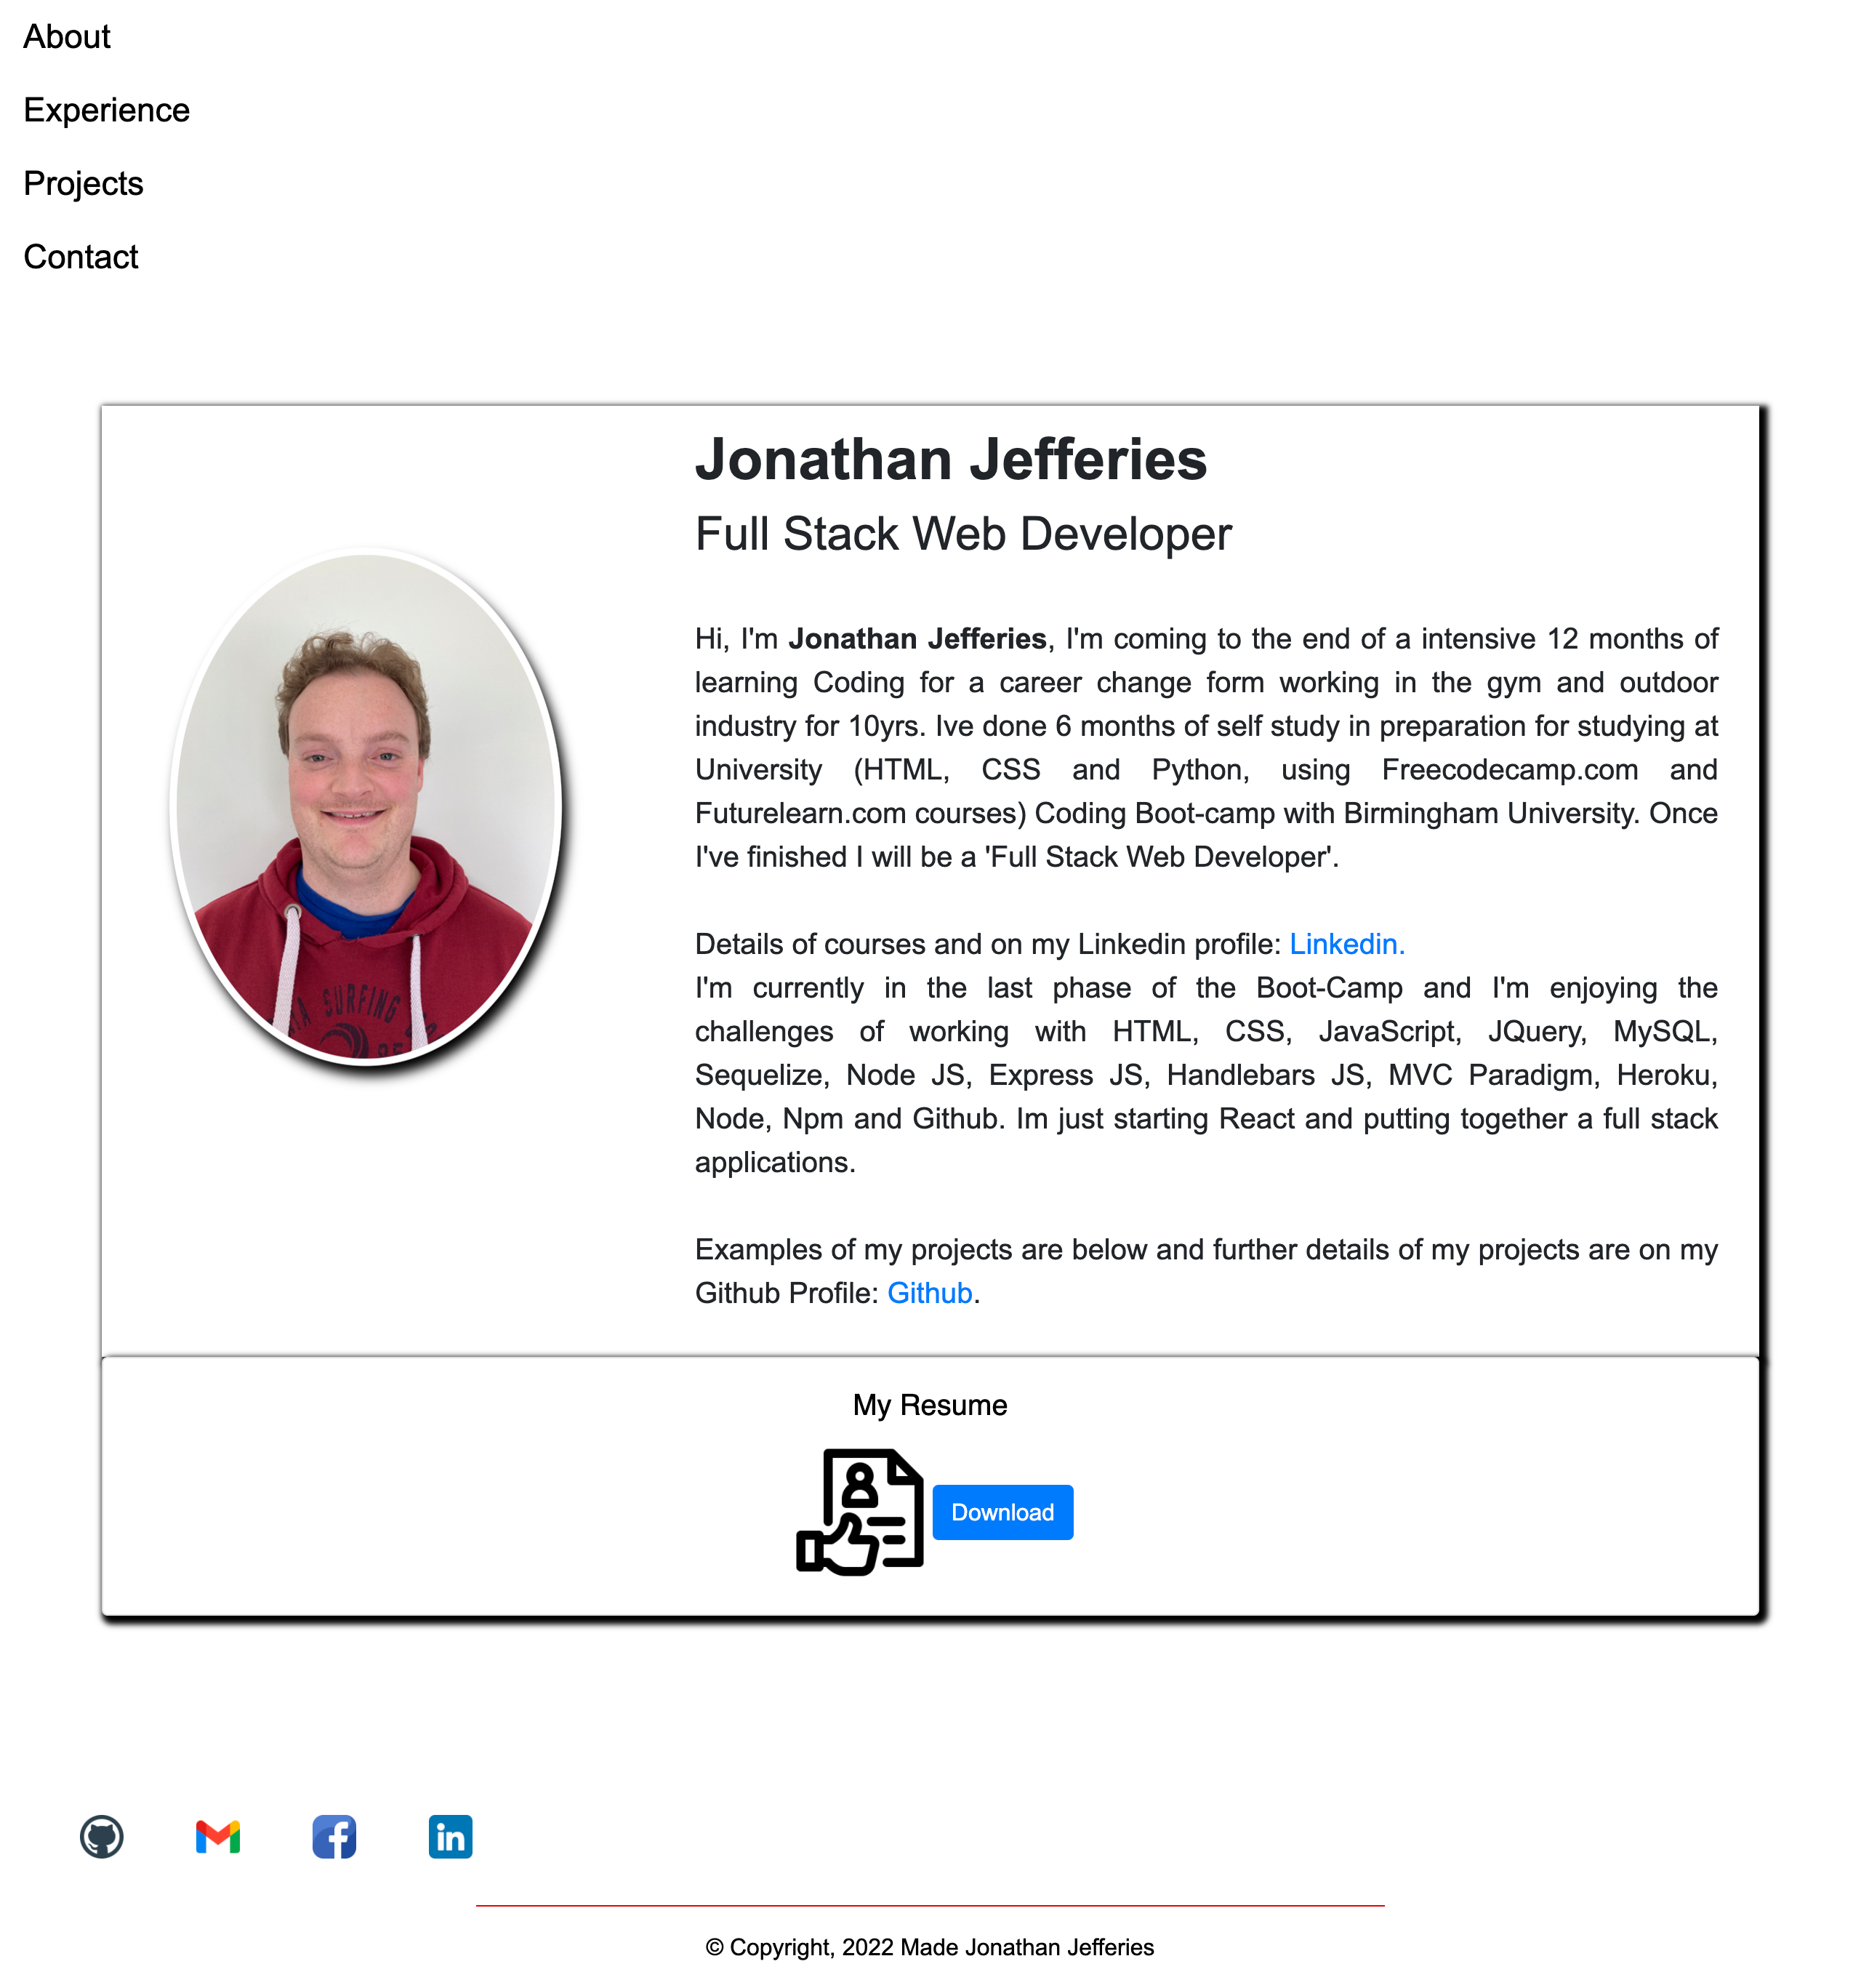 About
Experience
Projects
Contact
Jonathan Jefferies
Full Stack Web Developer
Hi, I'm Jonathan Jefferies, I'm coming to the end of a intensive 12 months of
learning Coding for a career change form working in the gym and outdoor
industry for 10yrs. Ive done 6 months of self study in preparation for studying at
University (HTML, CSS and Python, using Freecodecamp.com and
Futurelearn.com courses) Coding Boot-camp with Birmingham University. Once
I've finished I will be a 'Full Stack Web Developer'.
Details of courses and on my Linkedin profile: Linkedin.
I'm currently in the last phase of the Boot-Camp and I'm enjoying the
challenges of working with HTML, CSS, JavaScript, JQuery, MySQL,
Sequelize, Node JS, Express JS, Handlebars JS, MVC Paradigm, Heroku,
Node, Npm and Github. Im just starting React and putting together a full stack
applications.
Examples of my projects are below and further details of my projects are on my
Github Profile: Github.
SURFING
My Resume
Download
in
© Copyright, 2022 Made Jonathan Jefferies